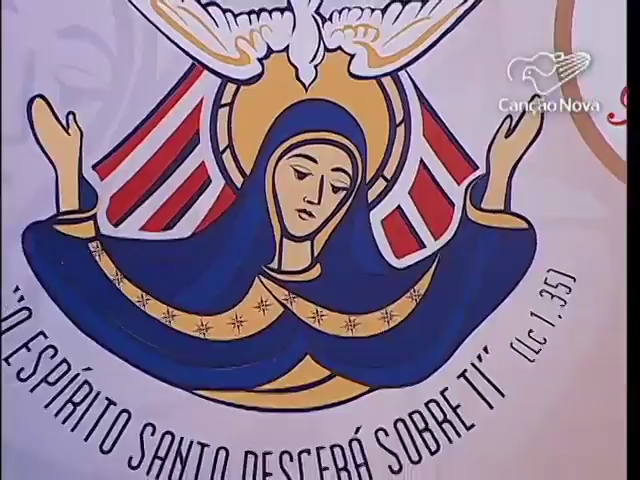 Canção Nova
"O ESPÍRITO SANTO DESCERÁ SOBRE TI"
(Lc 1, 35)